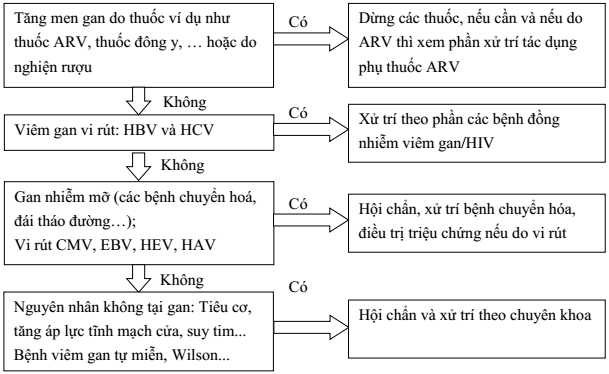 Tăng men gan do thuốc ví dụ như
thuốc ARV, thuốc đông y, … hoặc do
nghiện rượu
Có
Dừng các thuốc, nếu cần và nếu do
ARV thì xem phần xử trí tác dụng
phụ thuốc ARV
Không
Viêm gan vi rút: HBV và HCV
Có
Xử trí theo phần các bệnh đồng
nhiễm viêm gan/HIV
Không
Gan nhiễm mỡ (các bệnh chuyển hoá,
đái tháo đường…);
Vi rút CMV, EBV, HEV, HAV
Có
Hội chẩn, xử trí bệnh chuyển hóa,
điều trị triệu chứng nếu do vi rút
Không
Nguyên nhân không tại gan: Tiêu cơ,
tăng áp lực tĩnh mạch cửa, suy tim...
Bệnh viêm gan tự miễn, Wilson...
Có
Hội chẩn và xử trí theo chuyên khoa